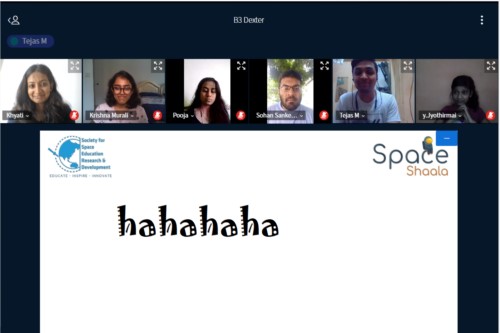 B3 Dexter
Tejas M
Khyati
Krishna Murali
Pooja
Sohan Sanke...
Tejas M
y.Jyothirmai
Society for
Space
Education
Research &
Development
EDUCATE · INSPIRE · INNOVATE
Space
Shaala
hahahaha